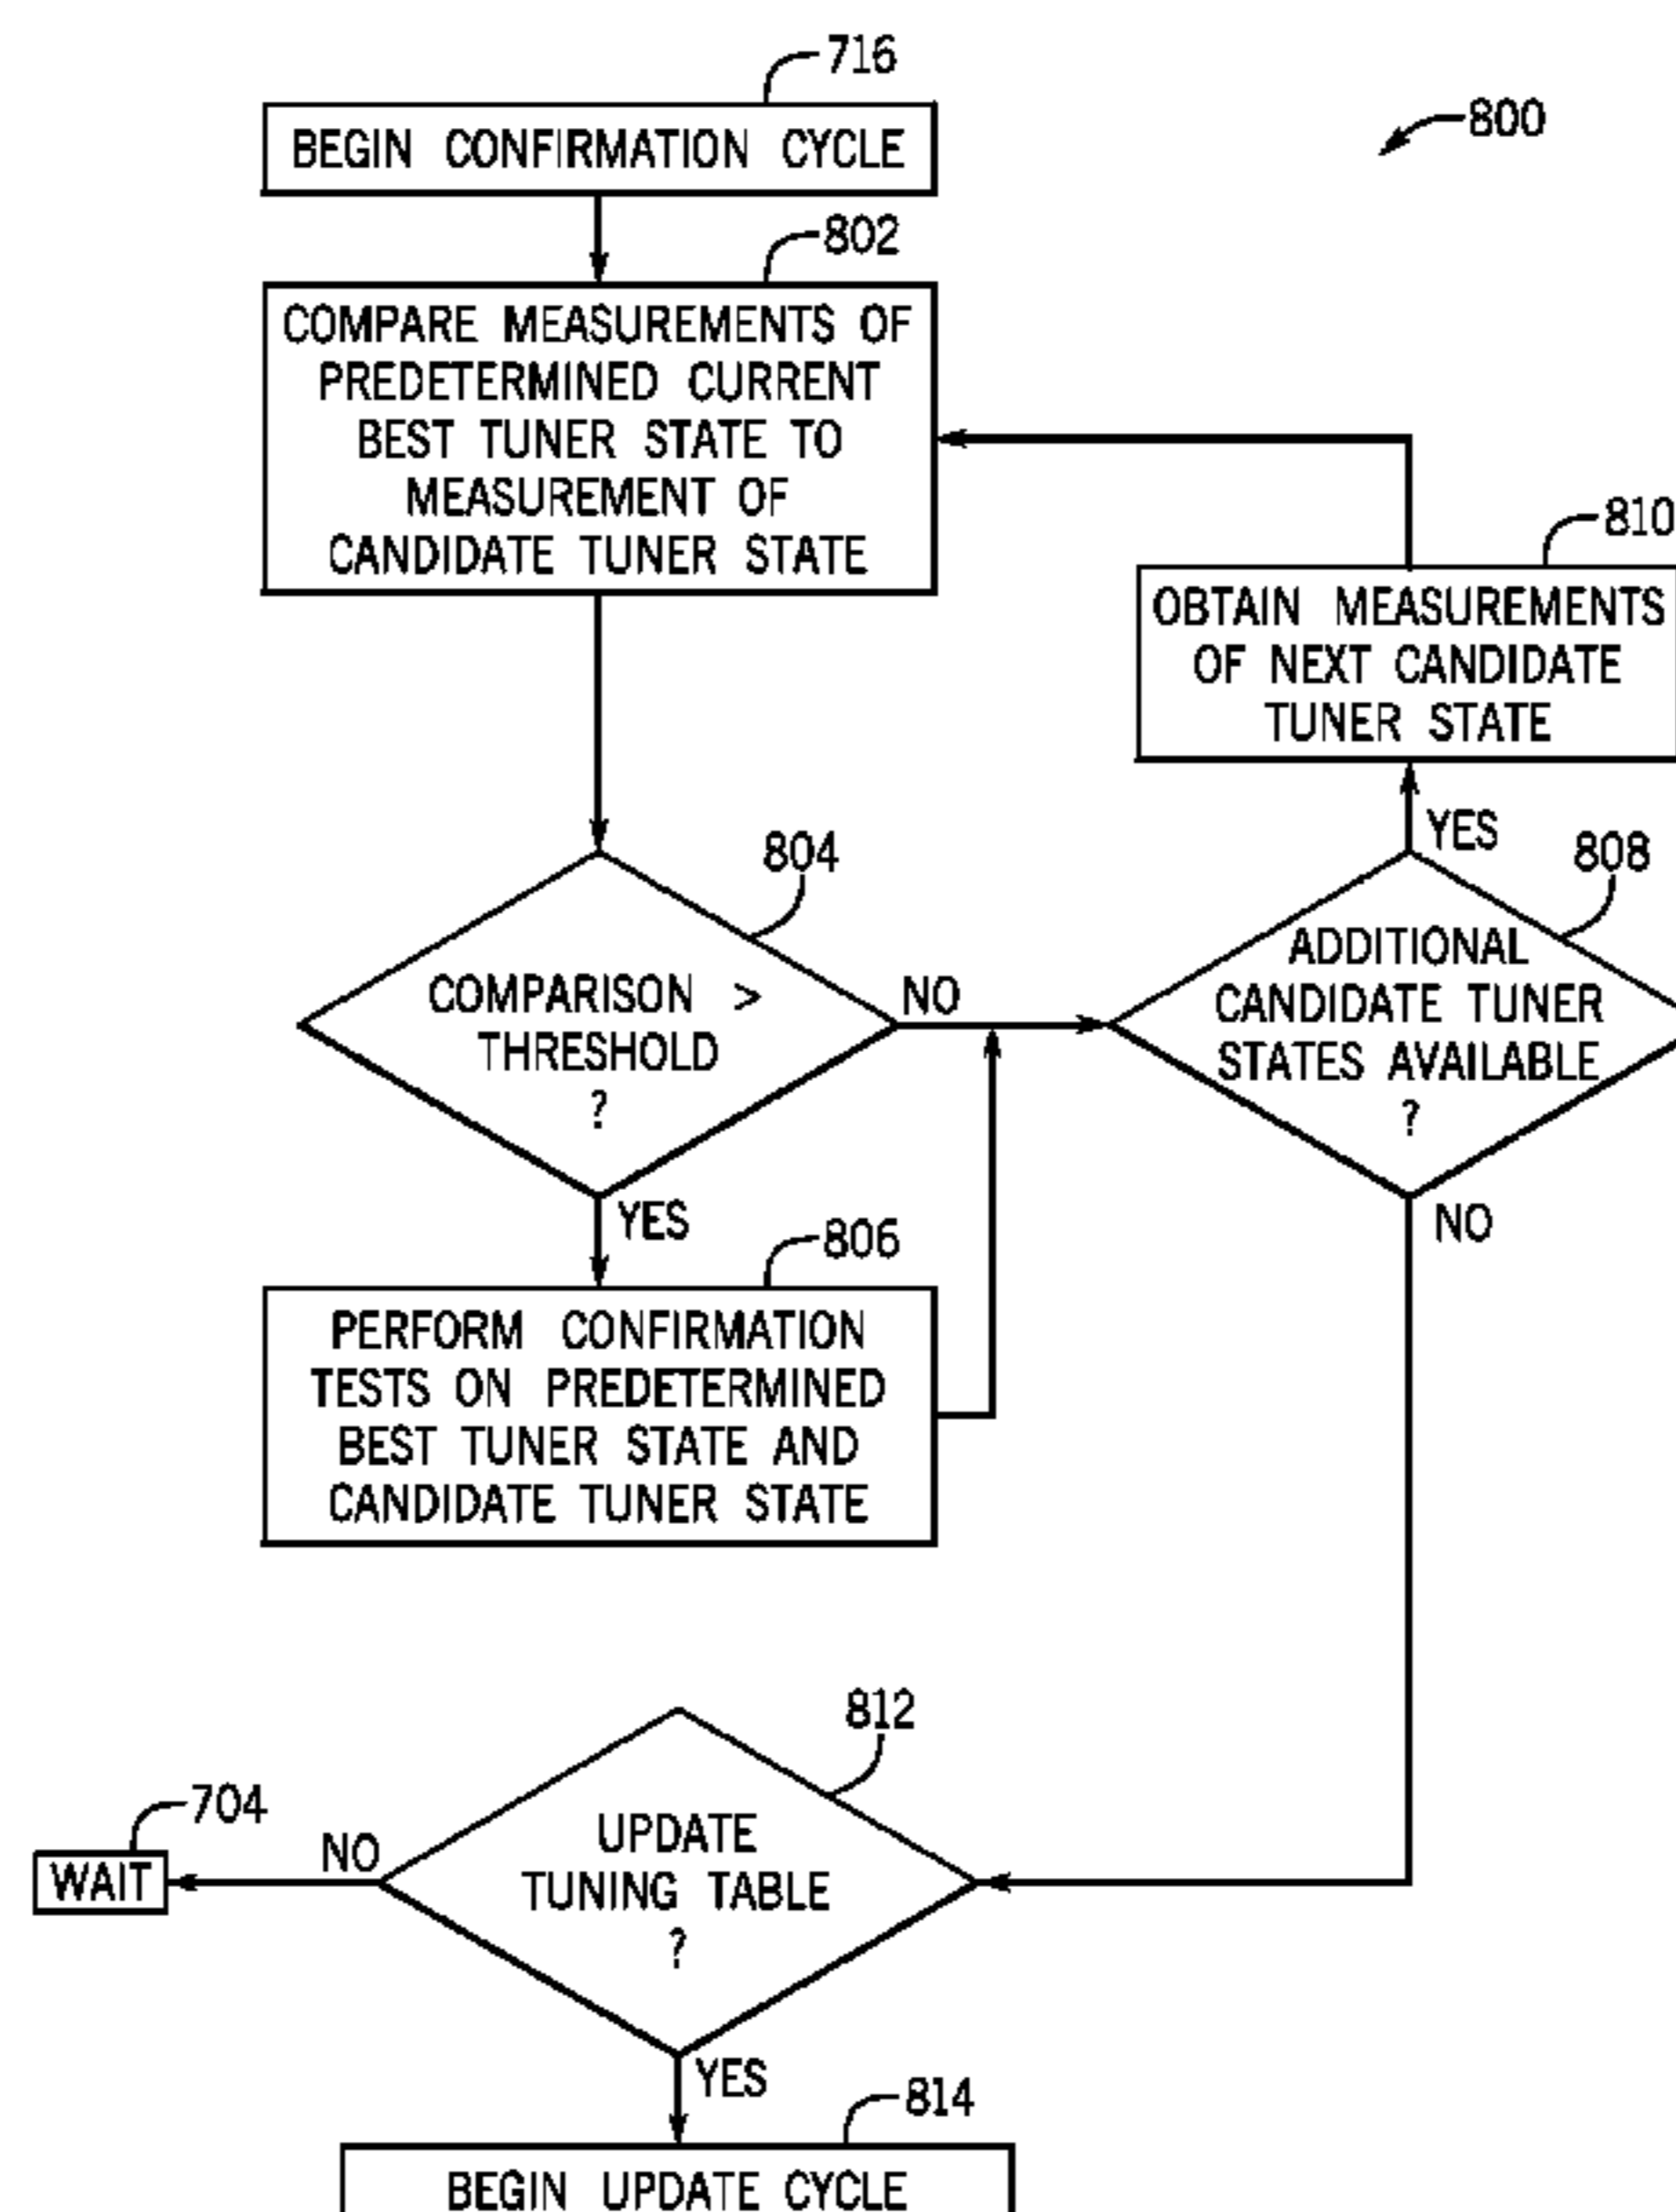 716
BEGIN CONFIRMATION CYCLE
800
802
COMPARE MEASUREMENTS OF
PREDETERMINED CURRENT
BEST TUNER STATE TO
MEASUREMENT OF
CANDIDATE TUNER STATE
810
OBTAIN MEASUREMENTS
OF NEXT CANDIDATE
TUNER STATE
YES
804
COMPARISON >
THRESHOLD
?
NO
808
ADDITIONAL
CANDIDATE TUNER
STATES AVAILABLE
?
YES
NO
806
PERFORM CONFIRMATION
TESTS ON PREDETERMINED
BEST TUNER STATE AND
CANDIDATE TUNER STATE
812
UPDATE
TUNING TABLE
?
704
NO
WAIT
YES
814
BEGIN UPDATE CYCLE